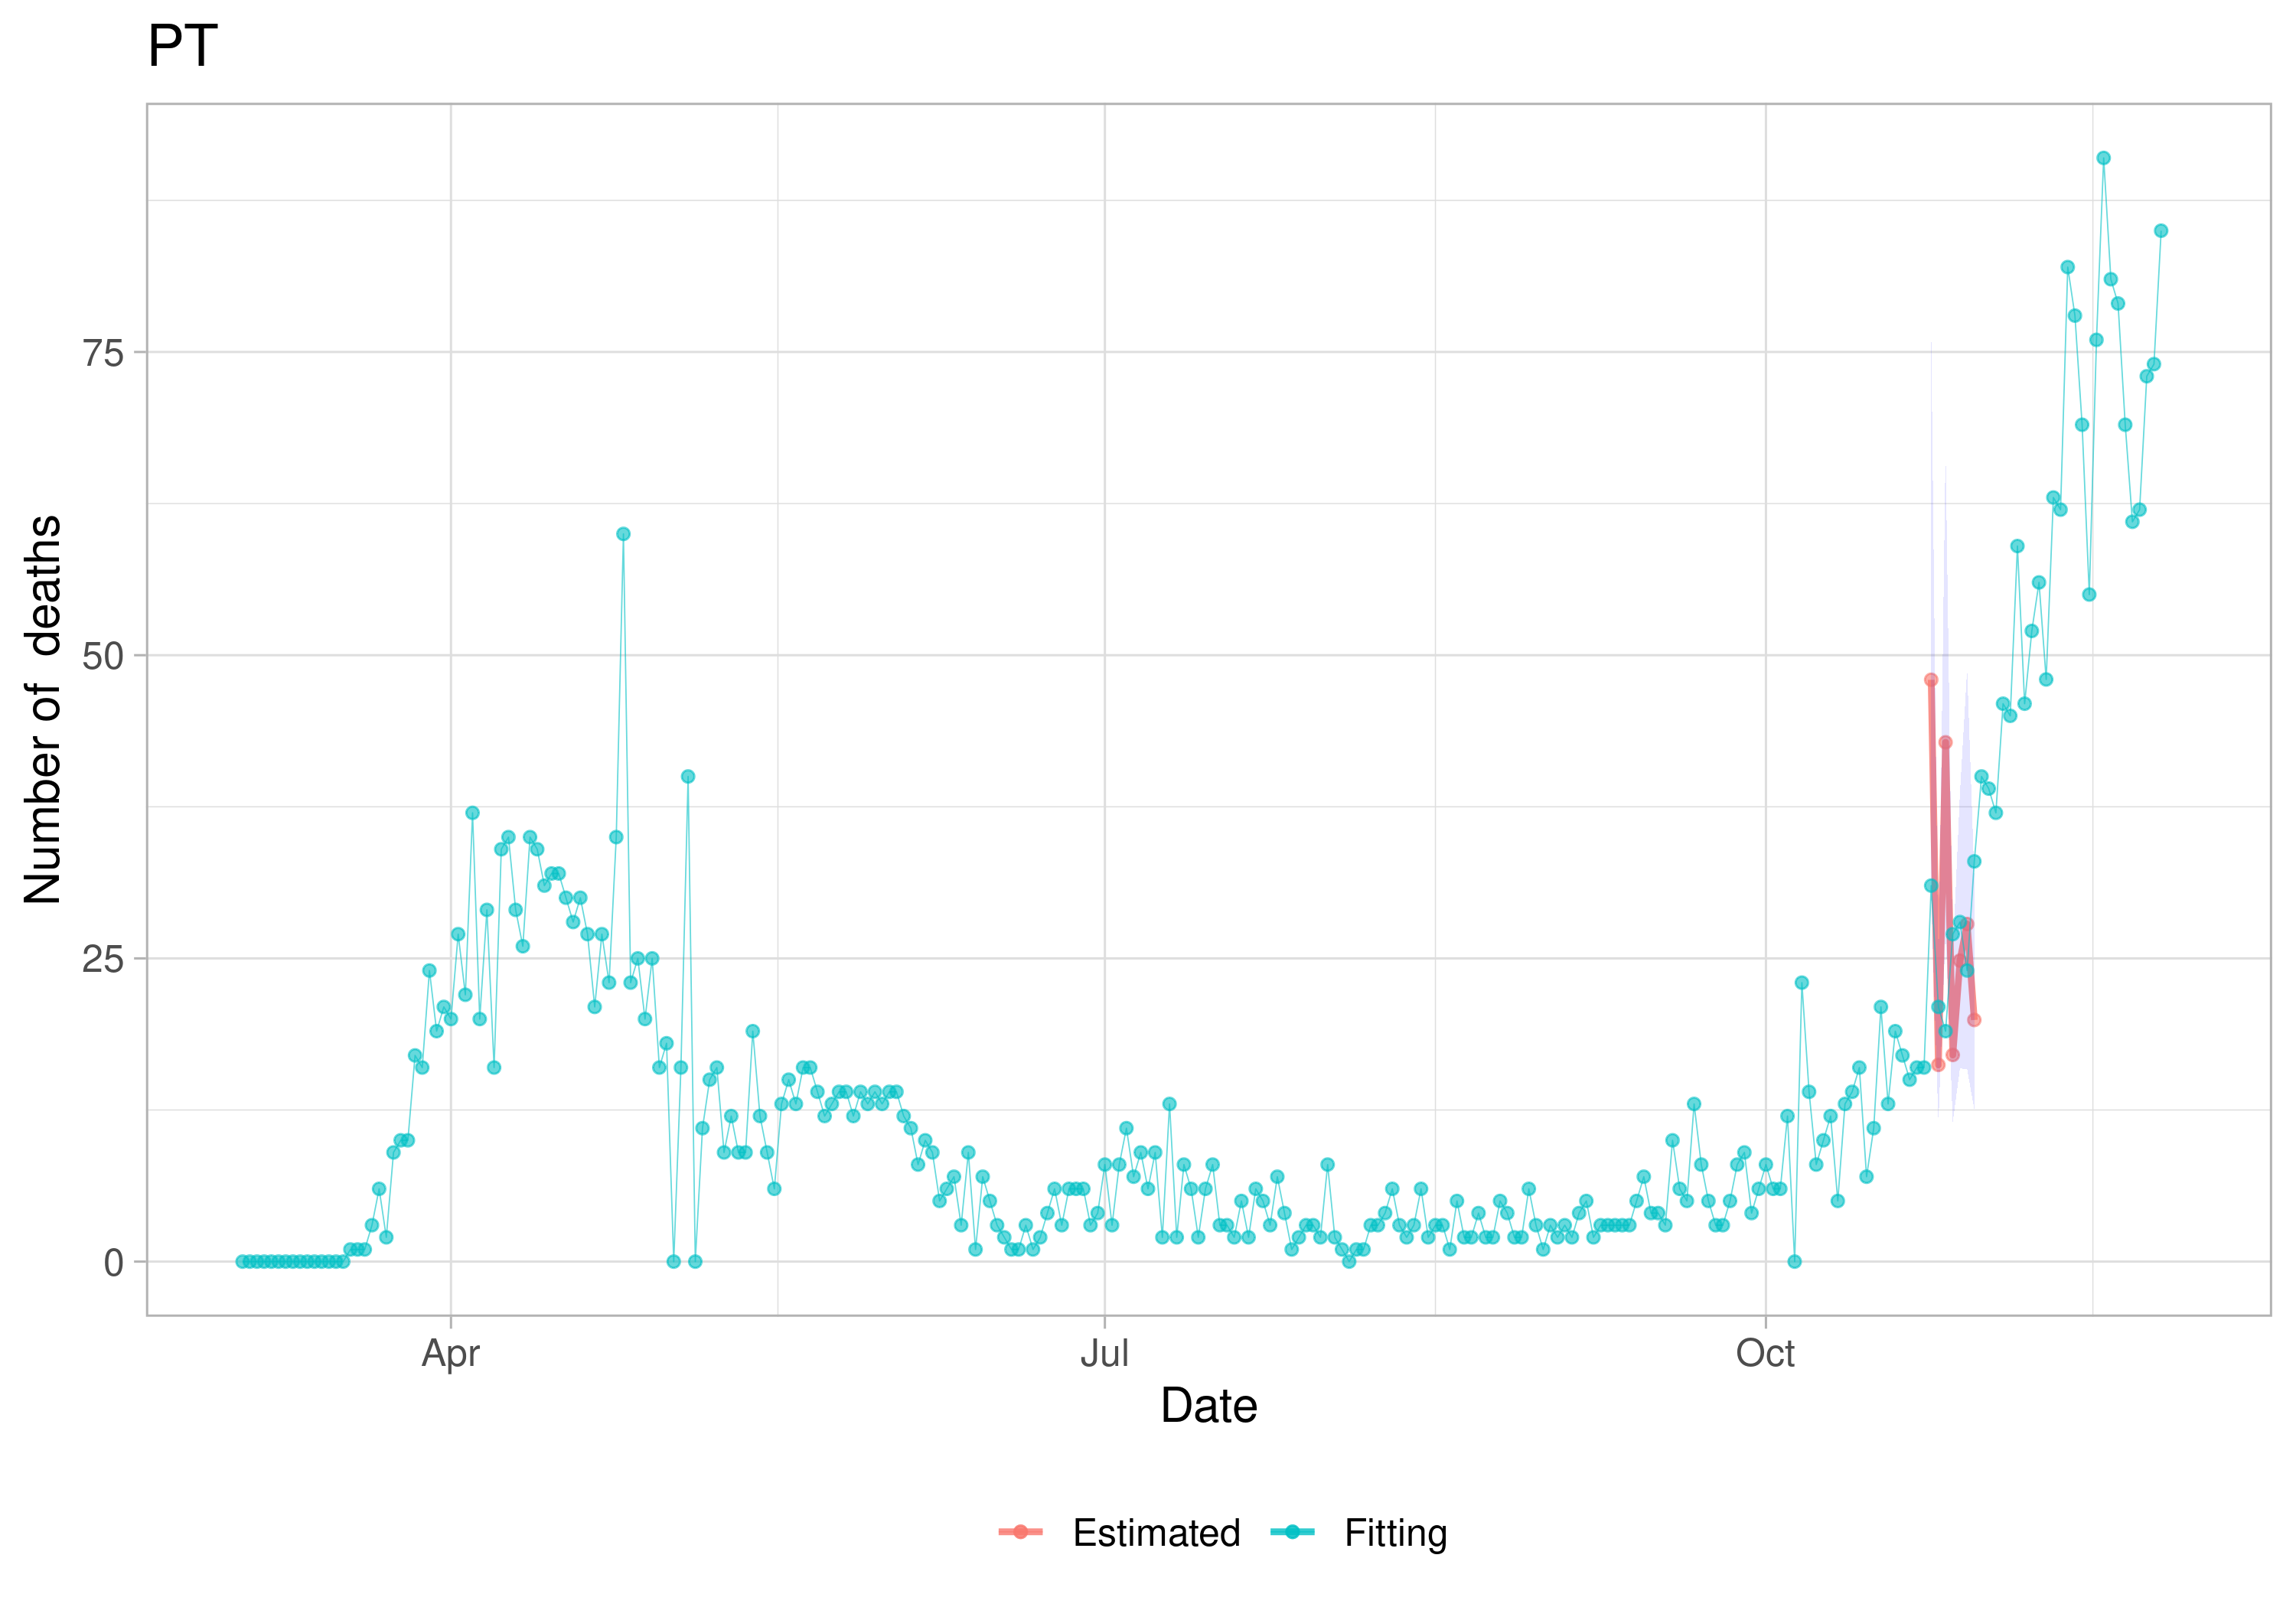 PT
Number of  deaths
75
50
25
0
Apr Jul Oct
Date
Estimated Fitting